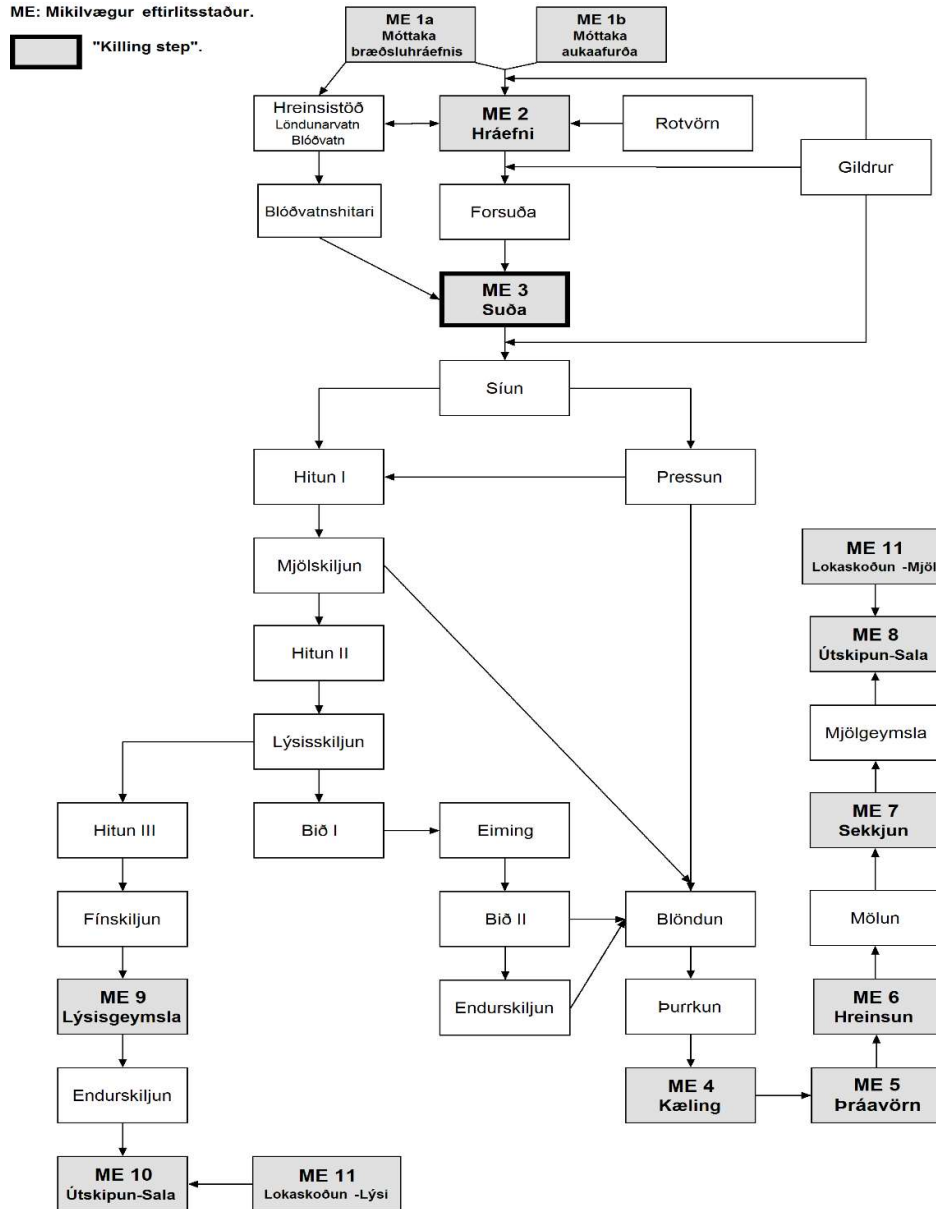 ME: Mikilvægur eftirlitsstaður.
"Killing step".
ME 1a
Móttaka
bræðsluhráefnis
ME 1b
Móttaka
aukaafurða
Hreinsistöð
Löndunarvatn
Blóðvatn
ME 2
Hráefni
Rotvörn
Gildrur
Blóðvatnshitari
Forsuða
ME 3
Suða
Síun
Hitun I
Pressun
Mjölskiljun
ME 11
Lokaskoðun -Mjöl
Hitun II
ME 8
Útskipun-Sala
Lýsisskiljun
Mjölgeymsla
Hitun III
Bið I
Eiming
ME 7
Sekkjun
Fínskiljun
Bið II
Blöndun
Mölun
ME 9
Lýsisgeymsla
Endurskiljun
Þurrkun
ME 6
Hreinsun
Endurskiljun
ME 4
Kæling
ME 5
Þráavörn
ME 10
Útskipun-Sala
ME 11
Lokaskoðun -Lýsi